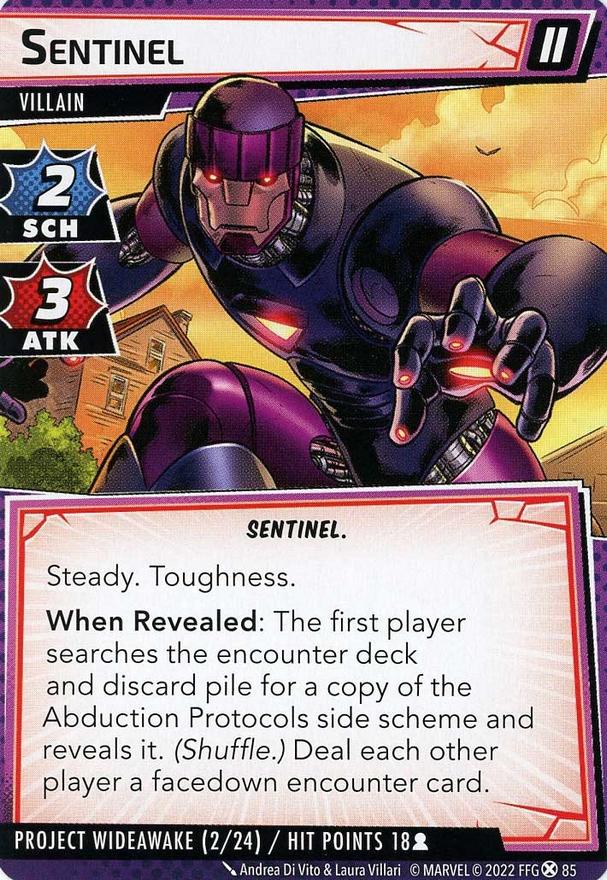 SENTINEL
II
VILLAIN
2
SCH
3
ATK
SENTINEL.
Steady. Toughness.
When Revealed: The first player
searches the encounter deck
and discard pile for a copy of the
Abduction Protocols side scheme and
reveals it. (Shuffle.) Deal each other
player a facedown encounter card.
PROJECT WIDEAWAKE (2/24) / HIT POINTS 18
Andrea Di Vito & Laura Villari © MARVEL © 2022 FFG 85